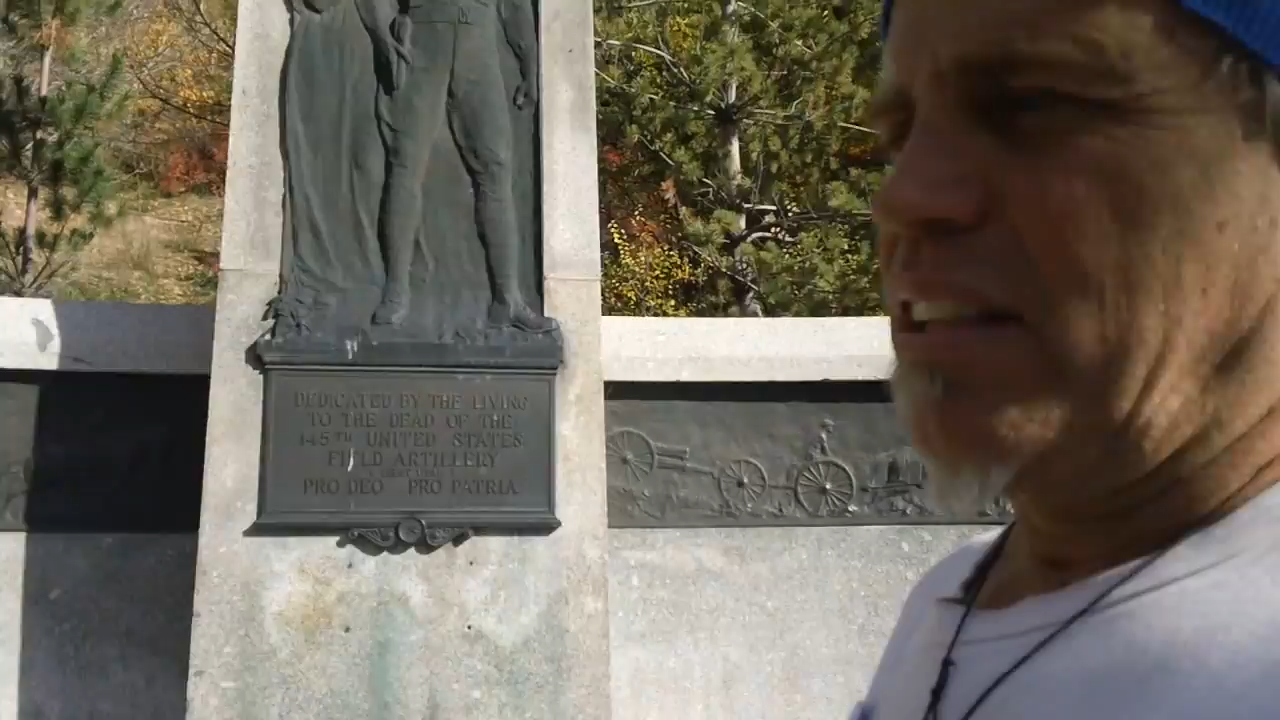 DEDICATED BY THE LIVING
TO THE DEAD OF THE
145TH UNITED STATES
FIELD ARTILLERY
PRO DEO PRO PATRIA